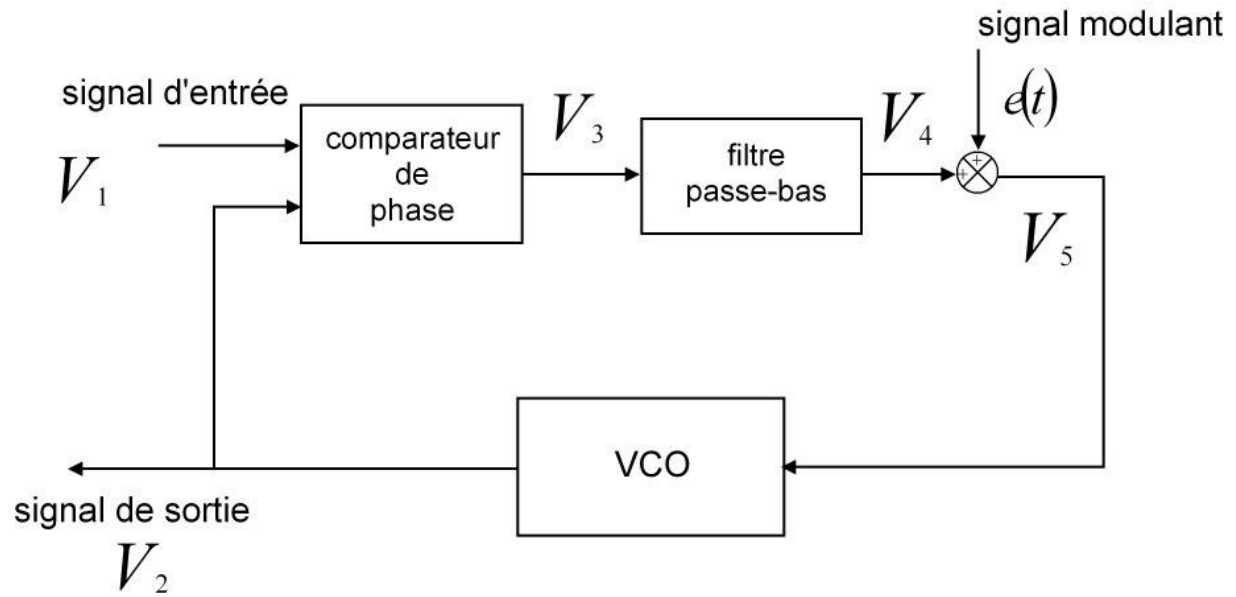 signal modulant
signal d'entrée
V₁
comparateur
de
phase
V₃
filtre
passe-bas
V₄
e(t)
+
+
V₅
VCO
signal de sortie
V₂